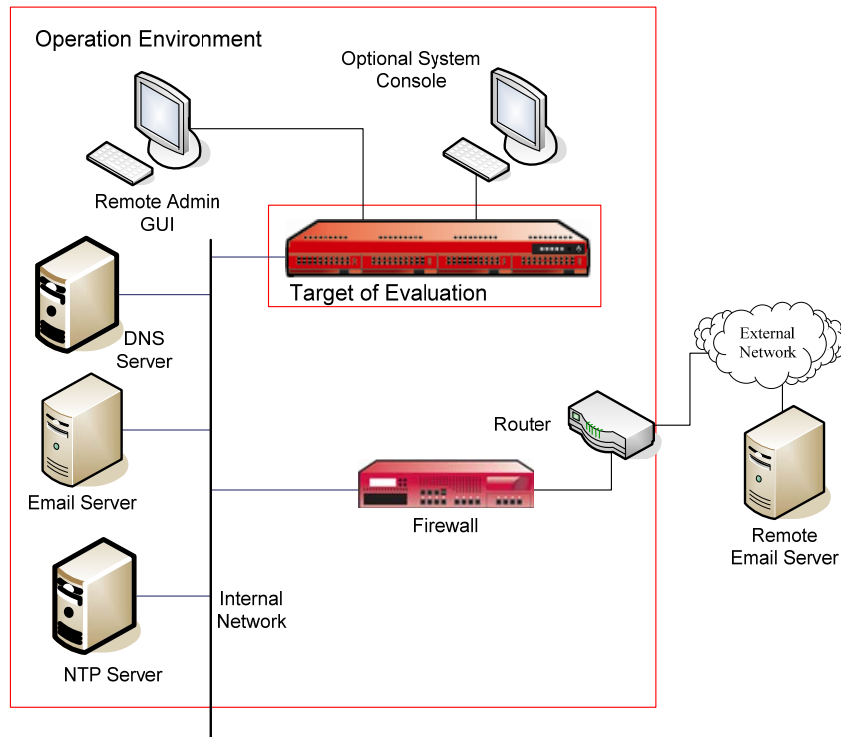 Operation Environment
Optional System
Console
Remote Admin
GUI
Target of Evaluation
DNS
Server
External
Network
Router
Email Server
Firewall
Remote
Email Server
Internal
Network
NTP Server